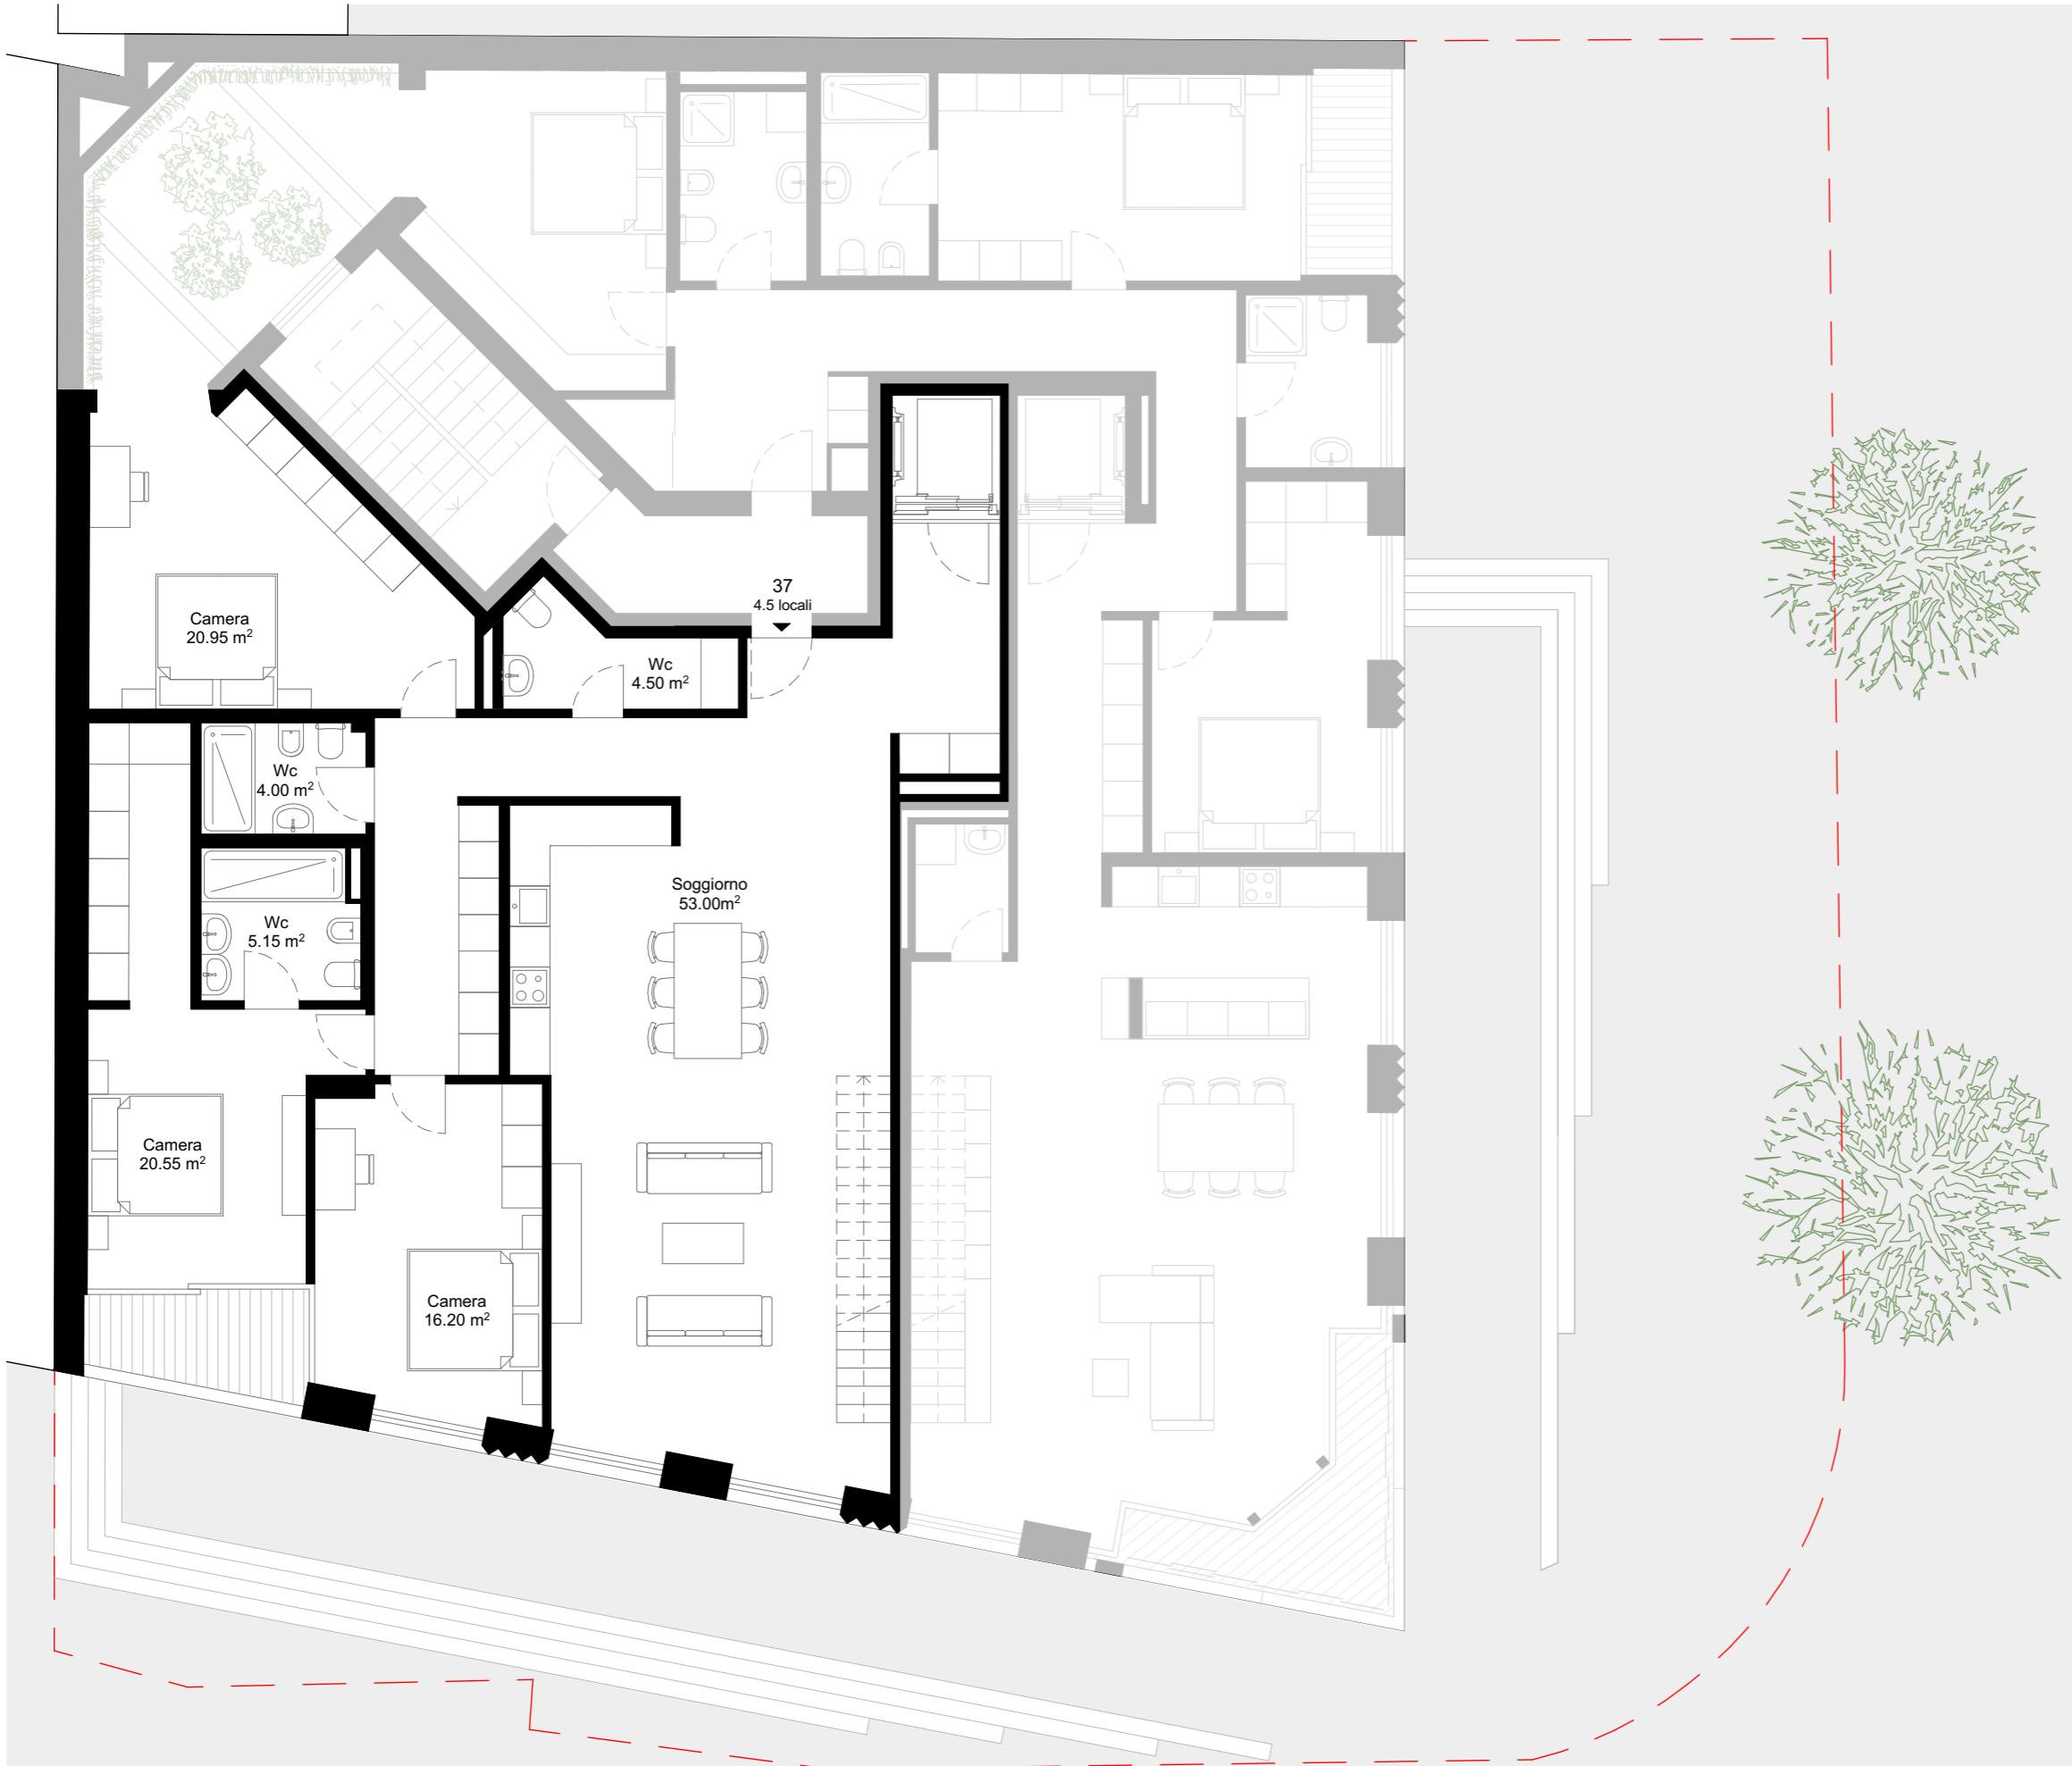 37
4.5 locali
Camera
20.95 m²
Wc
4.50 m²
Wc
4.00 m²
Soggiorno
53.00m²
Wc
5.15 m²
Camera
20.55 m²
Camera
16.20 m²